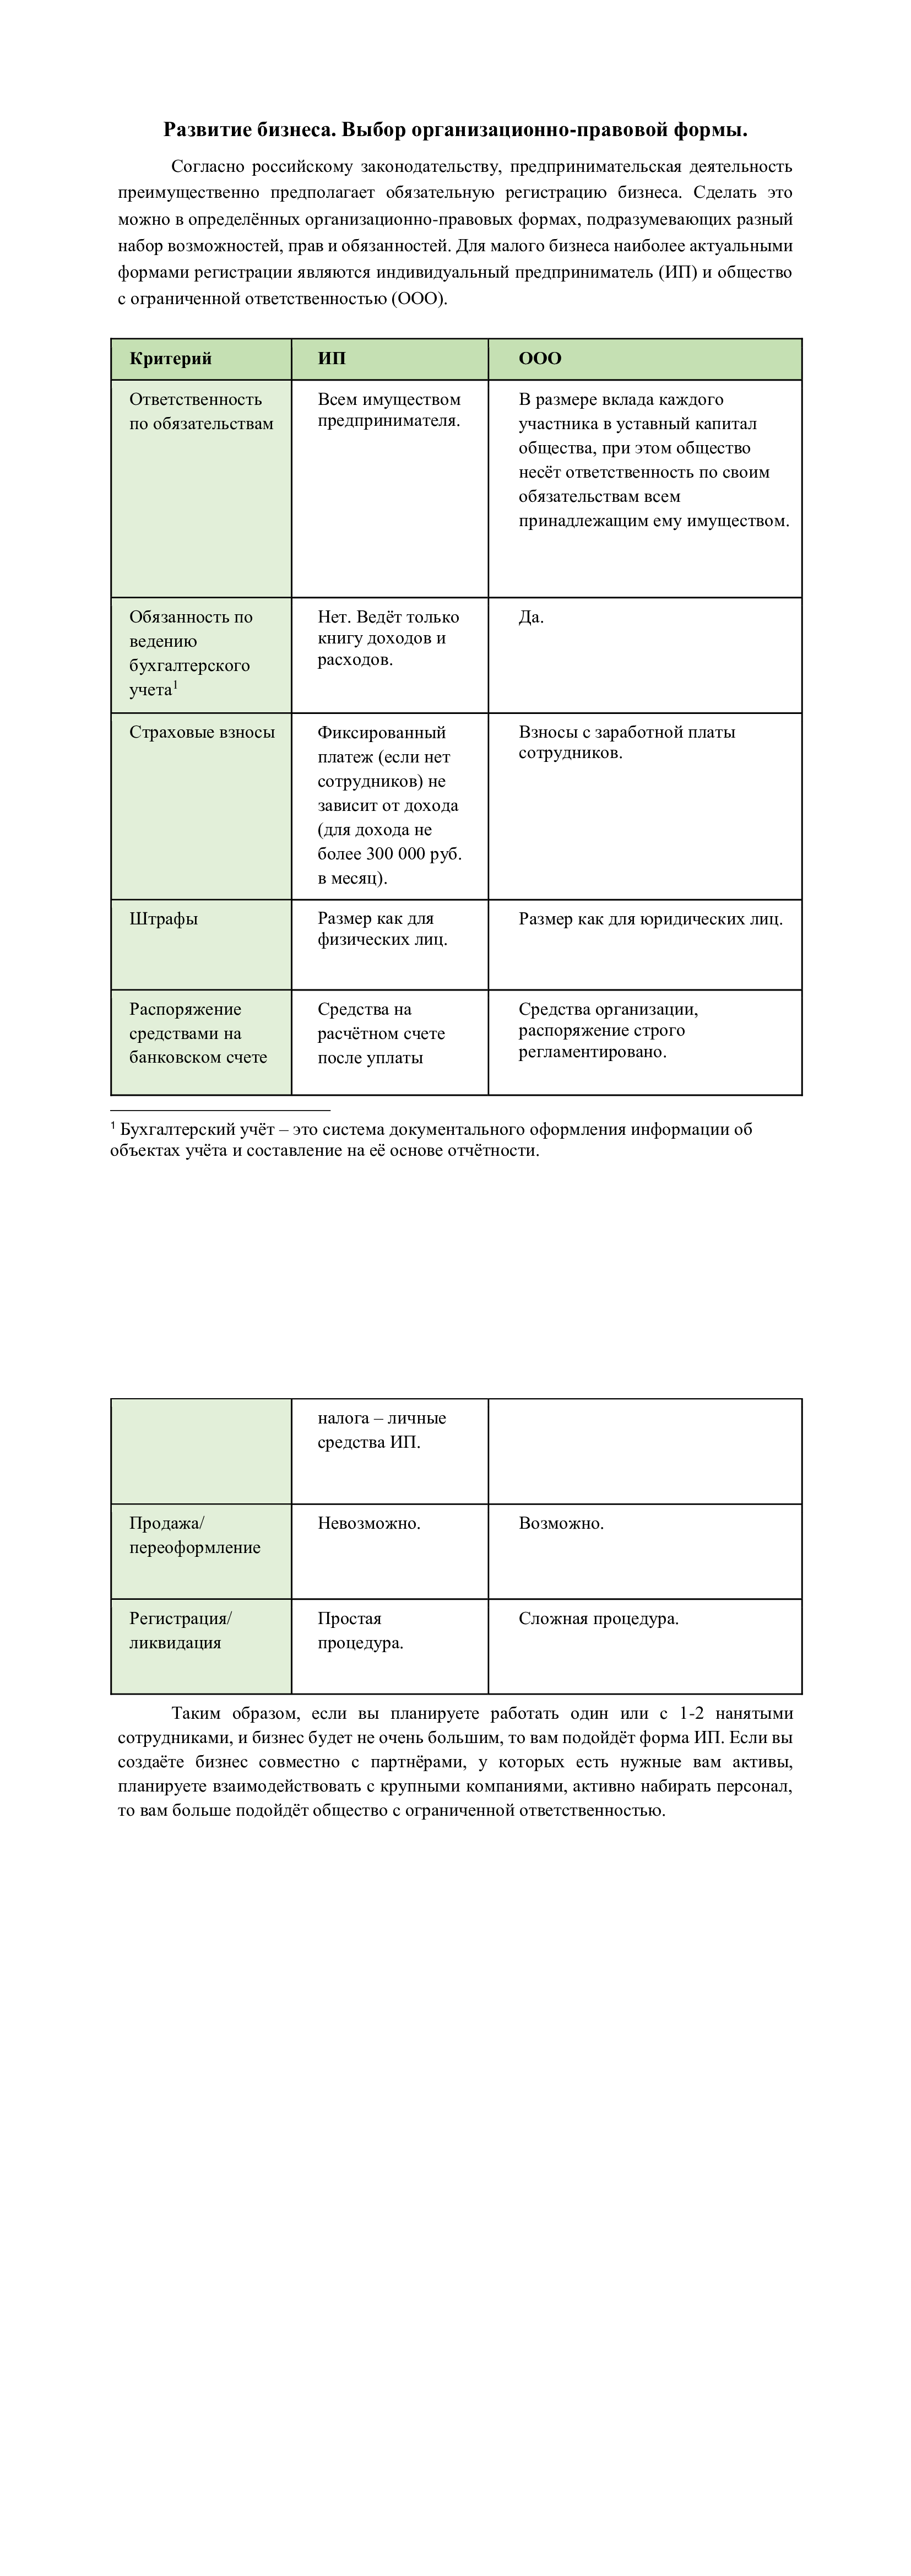 Развитие бизнеса. Выбор организационно-правовой формы.
Согласно российскому законодательству, предпринимательская деятельность
преимущественно предполагает обязательную регистрацию бизнеса. Сделать это
можно в определённых организационно-правовых формах, подразумевающих разный
набор возможностей, прав и обязанностей. Для малого бизнеса наиболее актуальными
формами регистрации являются индивидуальный предприниматель (ИП) и общество
с ограниченной ответственностью (ООО).
Критерий
ИП
ООО
Ответственность
по обязательствам
Всем имуществом
предпринимателя.
В размере вклада каждого
участника в уставный капитал
общества, при этом общество
несёт ответственность по своим
обязательствам всем
принадлежащим ему имуществом.
Обязанность по
ведению
бухгалтерского
учета¹
Нет. Ведёт только
книгу доходов и
расходов.
Да.
Страховые взносы
Фиксированный
платеж (если нет
сотрудников) не
зависит от дохода
(для дохода не
более 300 000 руб.
в месяц).
Взносы с заработной платы
сотрудников.
Штрафы
Размер как для
физических лиц.
Размер как для юридических лиц.
Распоряжение
средствами на
банковском счете
Средства на
расчётном счете
после уплаты
Средства организации,
распоряжение строго
регламентировано.
¹ Бухгалтерский учёт – это система документального оформления информации об
объектах учёта и составление на её основе отчётности.
налога – личные
средства ИП.
Продажа/
переоформление
Невозможно.
Возможно.
Регистрация/
ликвидация
Простая
процедура.
Сложная процедура.
Таким образом, если вы планируете работать один или с 1-2 нанятыми
сотрудниками, и бизнес будет не очень большим, то вам подойдёт форма ИП. Если вы
создаёте бизнес совместно с партнёрами, у которых есть нужные вам активы,
планируете взаимодействовать с крупными компаниями, активно набирать персонал,
то вам больше подойдёт общество с ограниченной ответственностью.